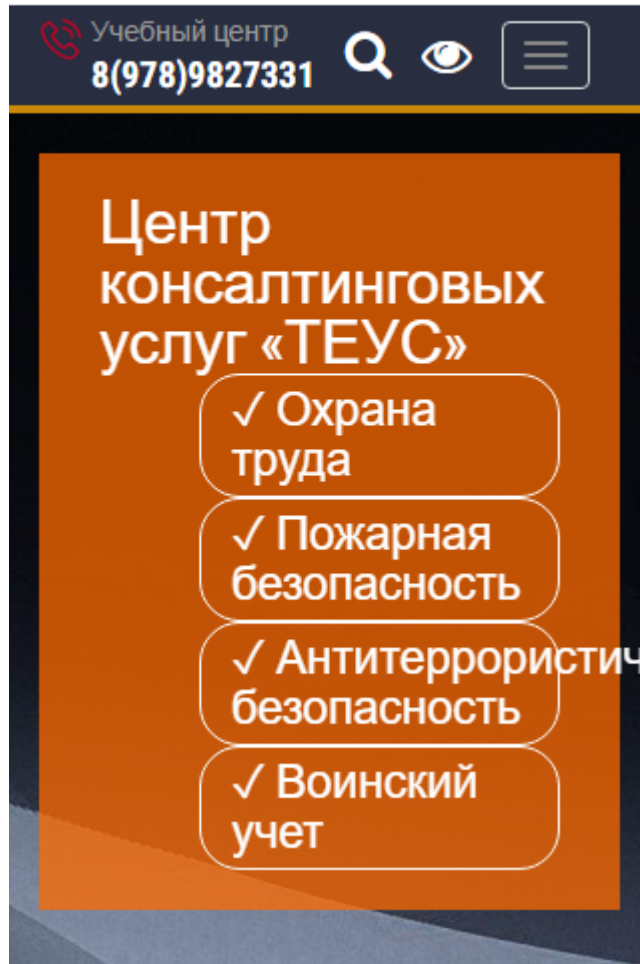 Учебный центр
8(978)9827331
Центр
консалтинговых
услуг «ТЕУС»
✓ Охрана
труда
✓ Пожарная
безопасность
✓ Антитеррористич
безопасность
✓ Воинский
учет